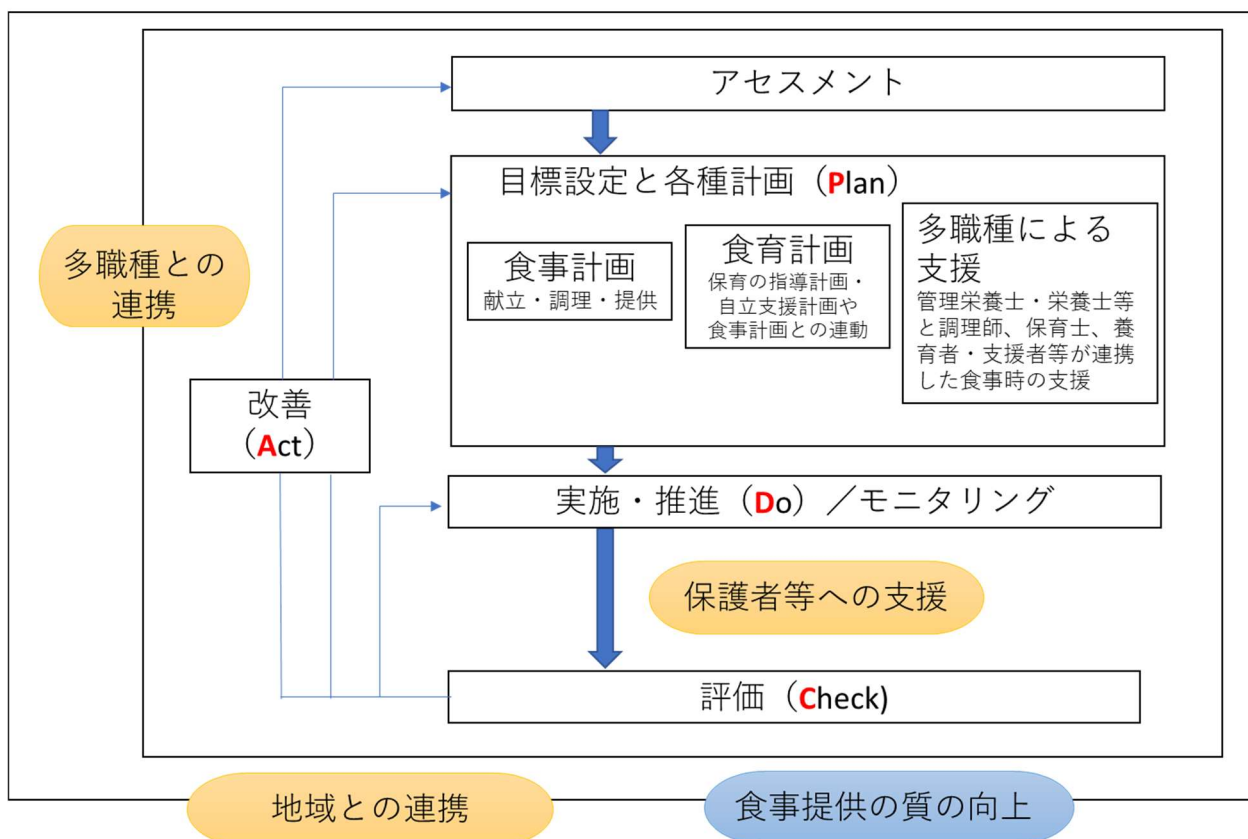 アセスメント
目標設定と各種計画（Plan）
食事計画
献立・調理・提供
食育計画
保育の指導計画・
自立支援計画や
食事計画との連動
多職種による
支援
管理栄養士・栄養士等
と調理師、保育士、養
育者・支援者等が連携
した食事時の支援
多職種との
連携
改善
（Act）
実施・推進（Do）／モニタリング
保護者等への支援
評価（Check)
地域との連携
食事提供の質の向上